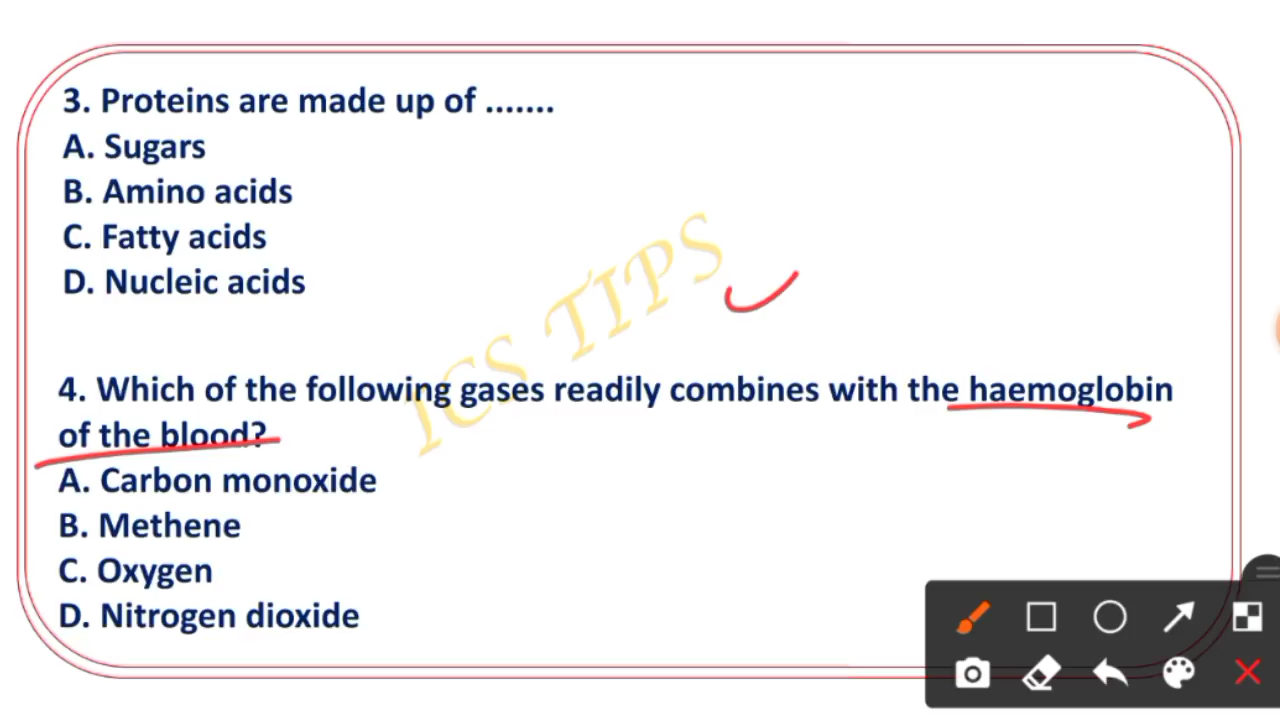 3. Proteins are made up of .......
A. Sugars
B. Amino acids
C. Fatty acids
D. Nucleic acids
ICS TIPS
4. Which of the following gases readily combines with the haemoglobin
of the blood?
A. Carbon monoxide
B. Methene
C. Oxygen
D. Nitrogen dioxide